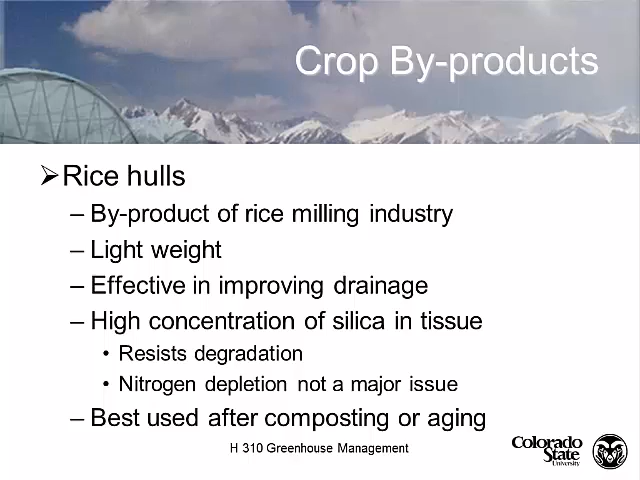 Crop By-products
➢Rice hulls
– By-product of rice milling industry
– Light weight
– Effective in improving drainage
– High concentration of silica in tissue
• Resists degradation
• Nitrogen depletion not a major issue
– Best used after composting or aging
H 310 Greenhouse Management
Colorado
State
University